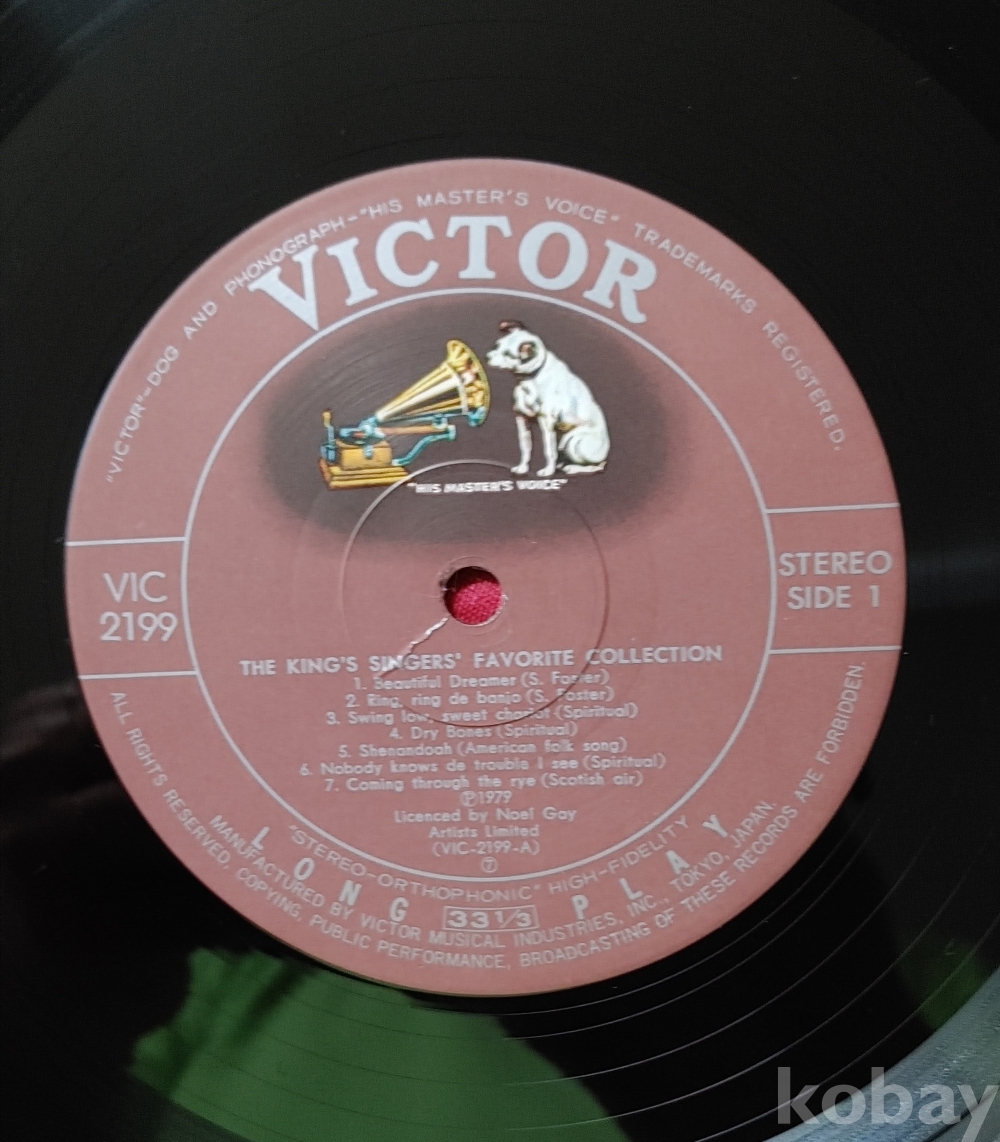 "VICTOR"–DOG AND PHONOGRAPH–"HIS MASTER'S VOICE" TRADEMARKS REGISTERED.
VICTOR
"HIS MASTER'S VOICE"
VIC
2199
STEREO
SIDE 1
THE KING'S SINGERS' FAVORITE COLLECTION
1. Beautiful Dreamer (S. Foster)
2. Ring, ring de banjo (S. Foster)
3. Swing low, sweet chariot (Spiritual)
4. Dry Bones (Spiritual)
5. Shenandoah (American folk song)
6. Nobody knows de trouble I see (Spiritual)
7. Coming through the rye (Scotish air)
Ⓟ1979
Licenced by Noel Gay
Artists Limited
(VIC-2199-A)
⑦
"STEREO-ORTHOPHONIC" HIGH-FIDELITY
LONG 33 1/3 PLAY
MANUFACTURED BY VICTOR MUSICAL INDUSTRIES, INC., TOKYO, JAPAN.
ALL RIGHTS RESERVED, COPYING, PUBLIC PERFORMANCE, BROADCASTING OF THESE RECORDS ARE FORBIDDEN.
kobay